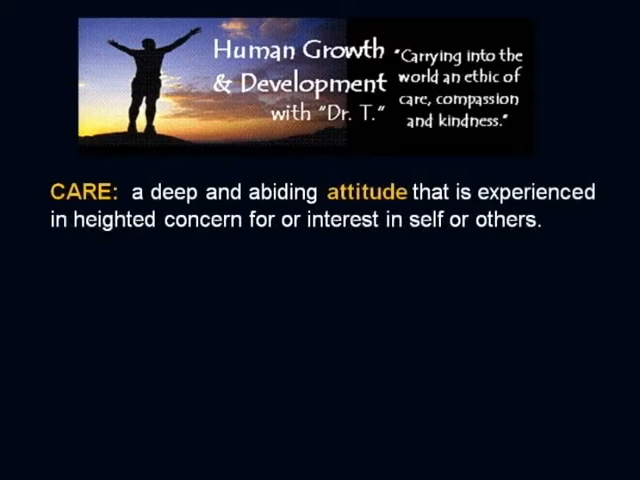 Human Growth
& Development
with "Dr. T."
"Carrying into the
world an ethic of
care, compassion
and kindness."
CARE: a deep and abiding attitude that is experienced
in heighted concern for or interest in self or others.